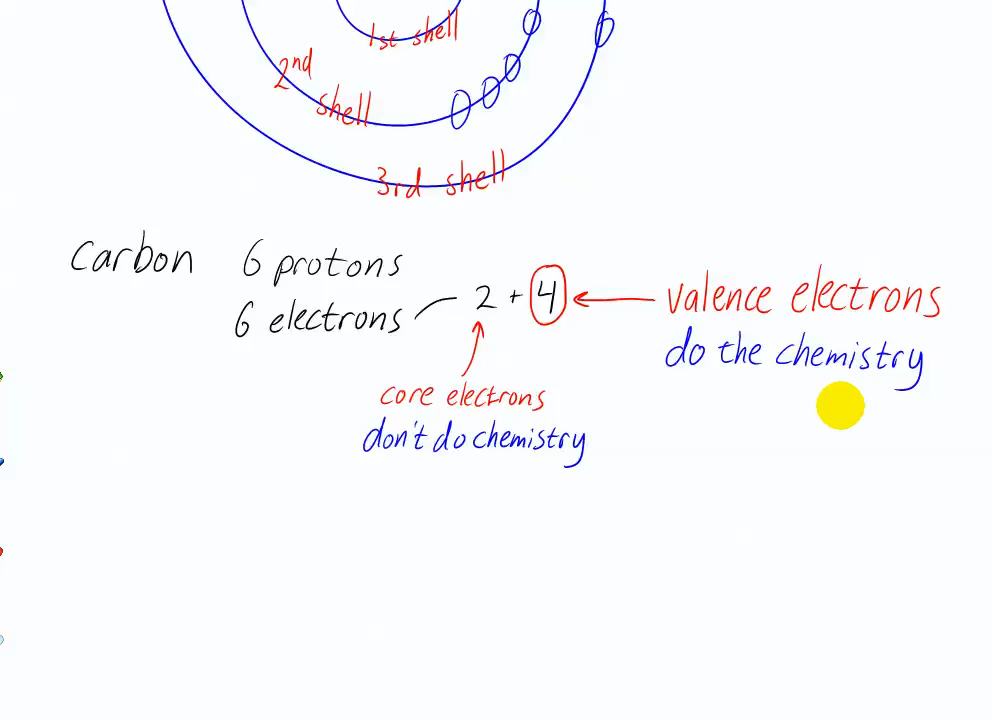 1st shell
2nd
shell
3rd shell
Carbon 6 protons
6 electrons 2 + 4 valence electrons
do the chemistry
core electrons
don't do chemistry